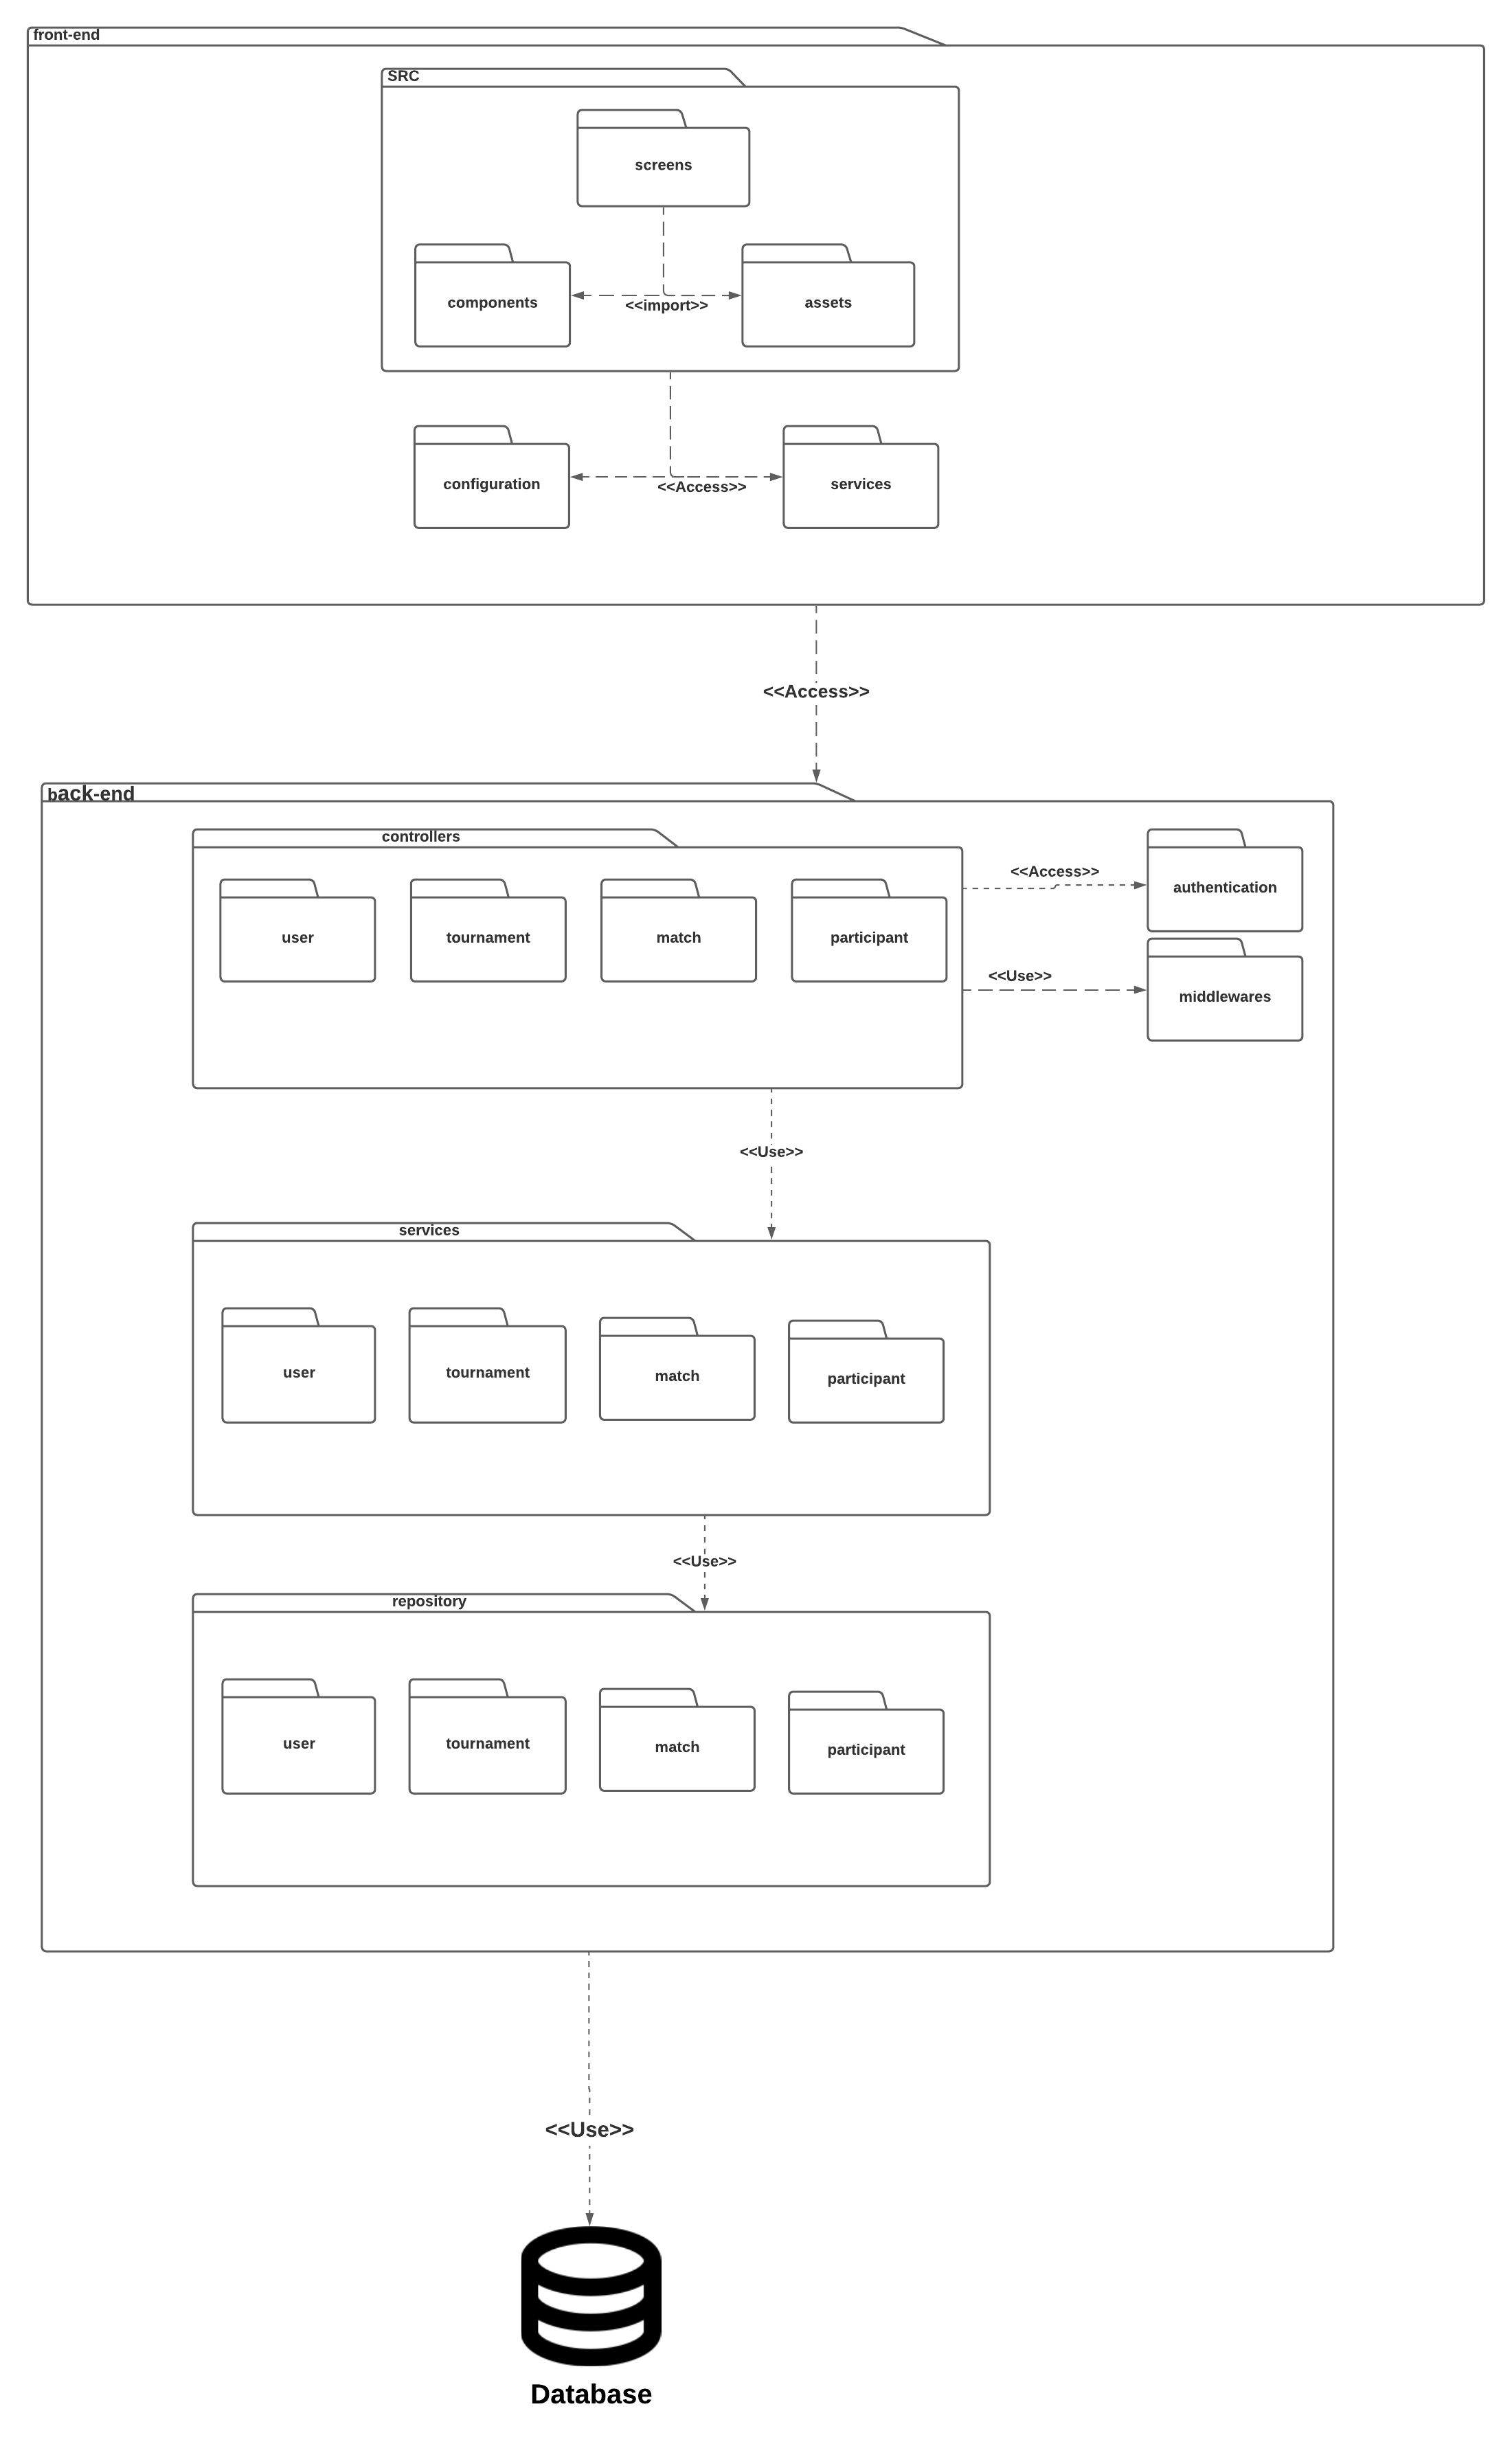 front-end
SRC
screens
components
assets
<<import>>
configuration
services
<<Access>>
<<Access>>
back-end
controllers
<<Access>>
authentication
user
tournament
match
participant
<<Use>>
middlewares
<<Use>>
services
user
tournament
match
participant
<<Use>>
repository
user
tournament
match
participant
<<Use>>
Database